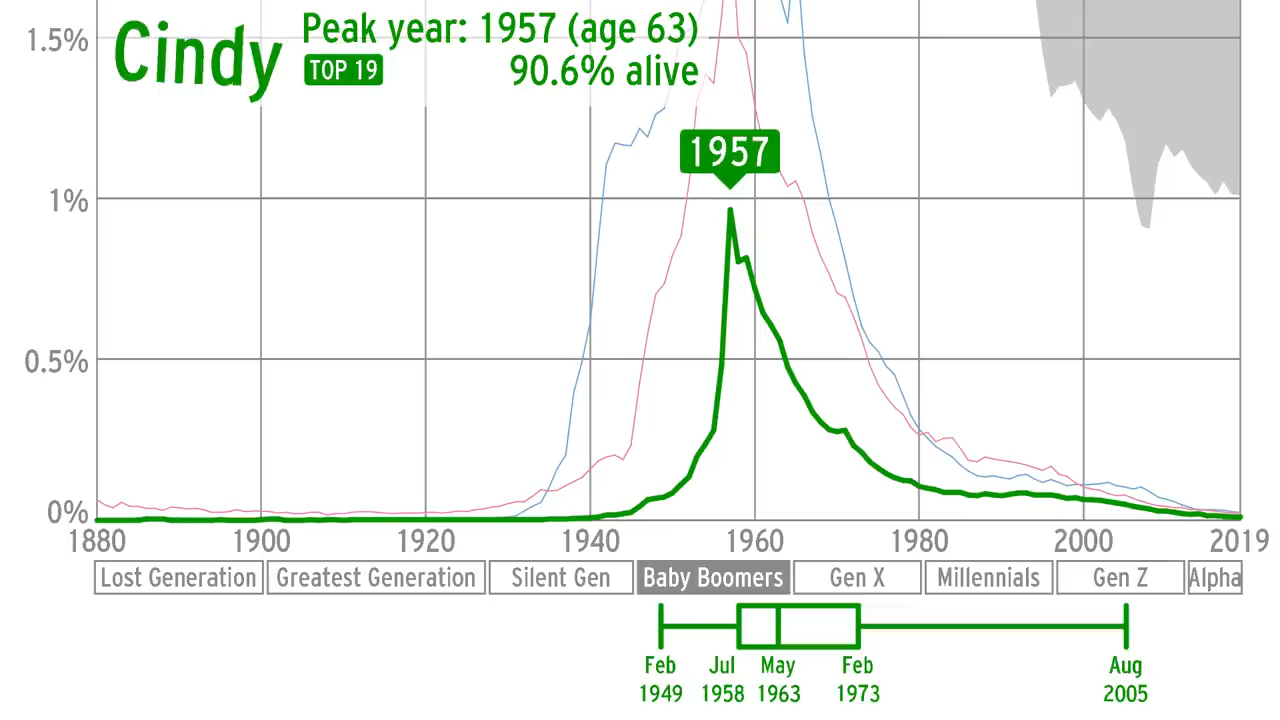 Cindy
Peak year: 1957 (age 63)
TOP 19
90.6% alive
1.5%
1957
1%
0.5%
0%
1880 1900 1920 1940 1960 1980 2000 2019
Lost Generation Greatest Generation Silent Gen Baby Boomers Gen X Millennials Gen Z Alpha
Feb Jul May Feb Aug
1949 1958 1963 1973 2005